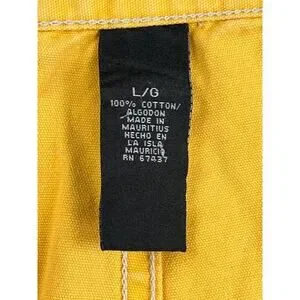 L/G
100% COTTON/
ALGODON
MADE IN
MAURITIUS
HECHO EN
LA ISLA
MAURICIO
RN 67437